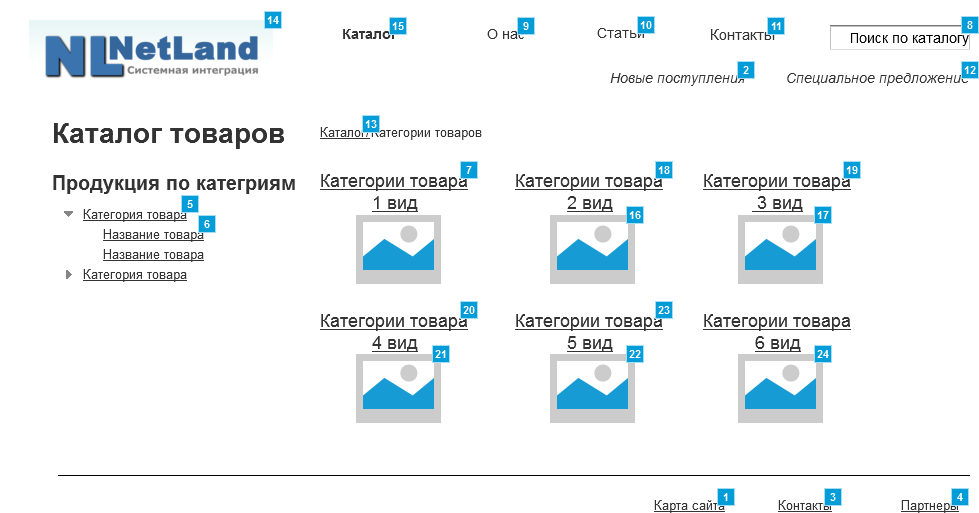 14
NL NetLand
Системная интеграция
Каталог 15
О нас 9
Статьи 10
Контакты 11
Поиск по каталогу 8
Новые поступления 2
Специальное предложение 12
Каталог товаров
Каталог/Категории товаров 13
Продукция по категриям
Категория товара 5
Название товара 6
Название товара
Категория товара
Категории товара 7
1 вид
Категории товара 18
2 вид
16
Категории товара 19
3 вид
17
Категории товара 20
4 вид
21
Категории товара 23
5 вид
22
Категории товара
6 вид
24
Карта сайта 1
Контакты 3
Партнеры 4